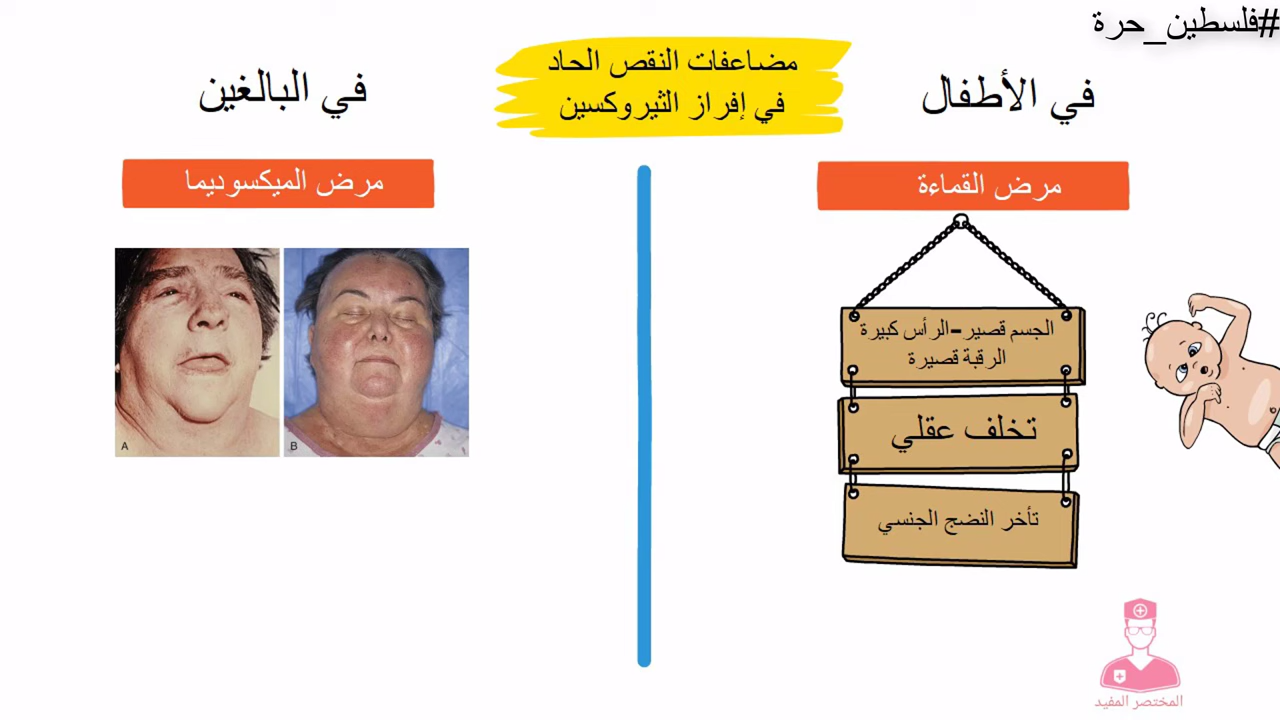 #فلسطين_حرة
مضاعفات النقص الحاد
في إفراز الثيروكسين
في الأطفال
مرض القماءة
الجسم قصير-الرأس كبيرة
الرقبة قصيرة
تخلف عقلي
تأخر النضج الجنسي
في البالغين
مرض الميكسوديما
A
B
المختصر المفيد